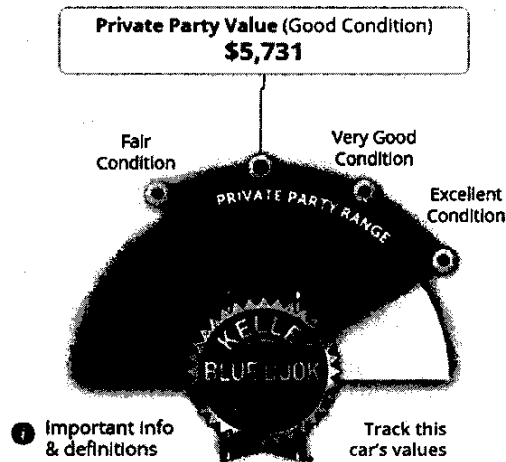 Private Party Value (Good Condition)
$5,731
Fair
Condition
Very Good
Condition
Excellent
Condition
PRIVATE PARTY RANGE
BLUE
Important info
& definitions
Track this
car's values